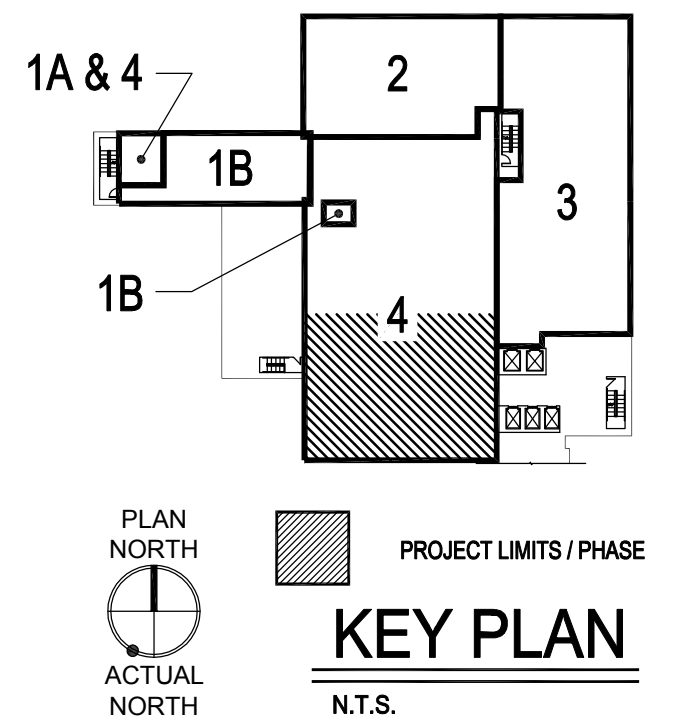 2
1A & 4
1B
3
1B
4
PLAN
NORTH
PROJECT LIMITS / PHASE
KEY PLAN
ACTUAL
NORTH
N.T.S.